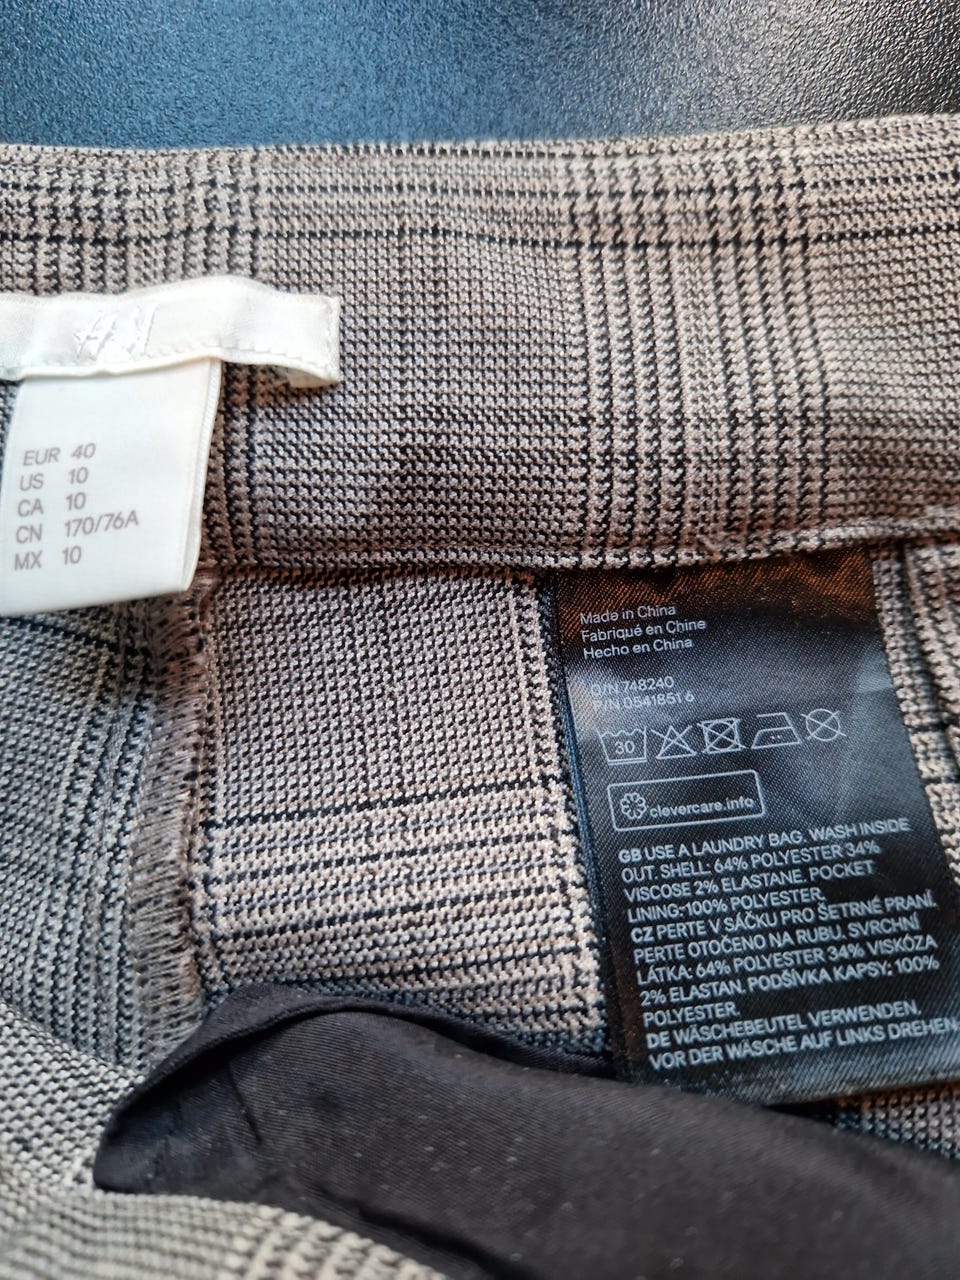 H&M
EUR 40
US 10
CA 10
CN 170/76A
MX 10
Made in China
Fabriqué en Chine
Hecho en China
O/N 748240
P/N 0541851 6
30
clevercare.info
GB USE A LAUNDRY BAG. WASH INSIDE
OUT. SHELL: 64% POLYESTER 34%
VISCOSE 2% ELASTANE. POCKET
LINING:100% POLYESTER.
CZ PERTE V SÁČKU PRO ŠETRNÉ PRANÍ.
PERTE OTOČENO NA RUBU. SVRCHNÍ
LÁTKA: 64% POLYESTER 34% VISKÓZA
2% ELASTAN. PODŠÍVKA KAPSY: 100%
POLYESTER.
DE WÄSCHEBEUTEL VERWENDEN.
VOR DER WÄSCHE AUF LINKS DREHEN